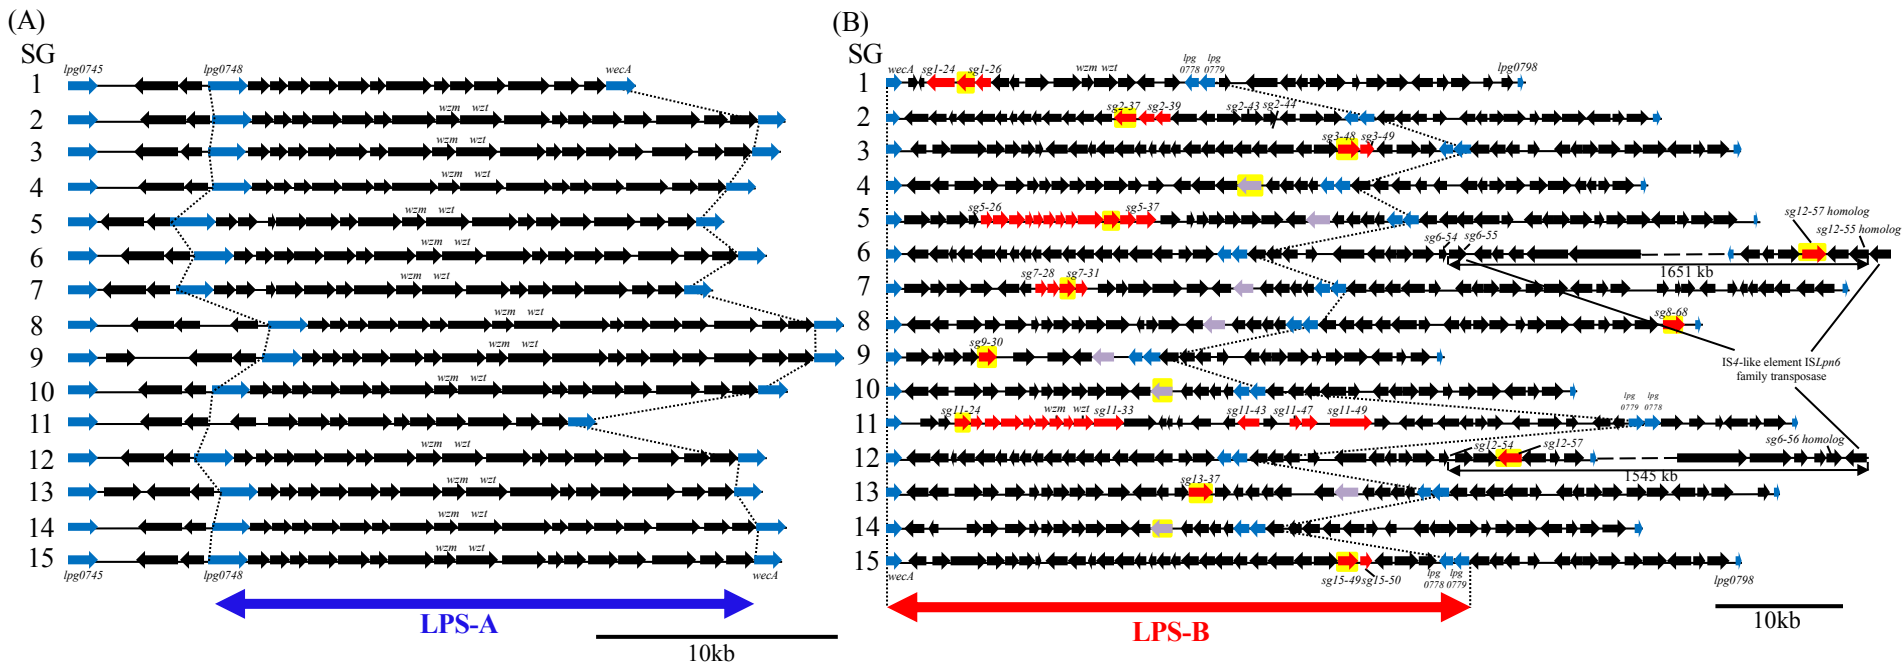 (A)
SG
lpg0745
lpg0748
wecA
1
wzm wzt
2
wzm wzt
3
wzm wzt
4
wzm wzt
5
wzm wzt
6
wzm wzt
7
wzm wzt
8
wzm wzt
9
wzm wzt
10
11
wzm wzt
12
wzm wzt
13
wzm wzt
14
wzm wzt
15
lpg0745
lpg0748
wecA
LPS-A
10kb
(B)
SG
wecA
sg1-24
sg1-26
wzm wzt
lpg 0778
lpg 0779
lpg0798
1
sg2-37
sg2-39
sg2-43
sg2-44
2
sg3-48
sg3-49
3
4
sg5-26
sg5-37
5
sg12-57 homolog
sg12-55 homolog
sg6-54
sg6-55
6
1651 kb
sg7-28
sg7-31
7
sg8-68
8
sg9-30
9
IS4-like element ISLpn6
family transposase
10
sg11-24
wzm wzt
sg11-33
sg11-43
sg11-47
sg11-49
lpg 0779
lpg 0778
11
sg12-54
sg12-57
sg6-56 homolog
12
1545 kb
sg13-37
13
14
15
wecA
sg15-49
sg15-50
lpg 0778
lpg 0779
lpg0798
LPS-B
10kb